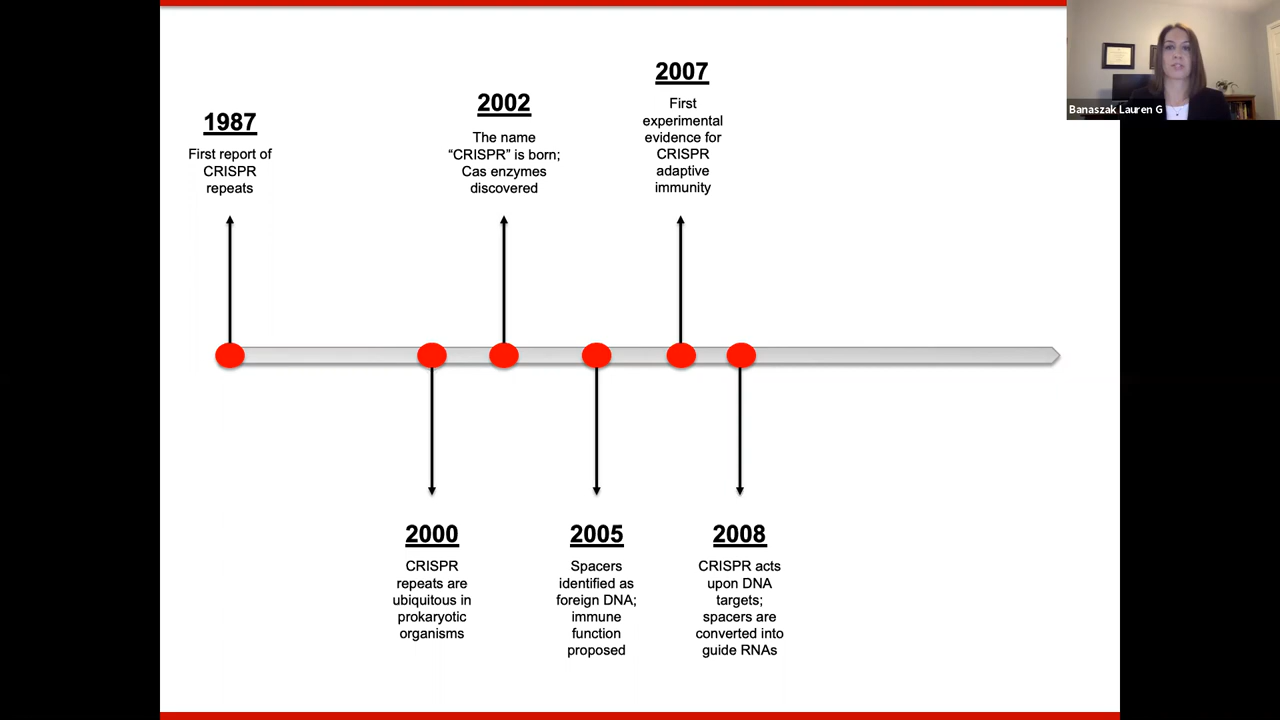 1987
First report of
CRISPR
repeats
2002
The name
“CRISPR” is born;
Cas enzymes
discovered
2007
First
experimental
evidence for
CRISPR
adaptive
immunity
Banaszak Lauren G
2000
CRISPR
repeats are
ubiquitous in
prokaryotic
organisms
2005
Spacers
identified as
foreign DNA;
immune
function
proposed
2008
CRISPR acts
upon DNA
targets;
spacers are
converted into
guide RNAs